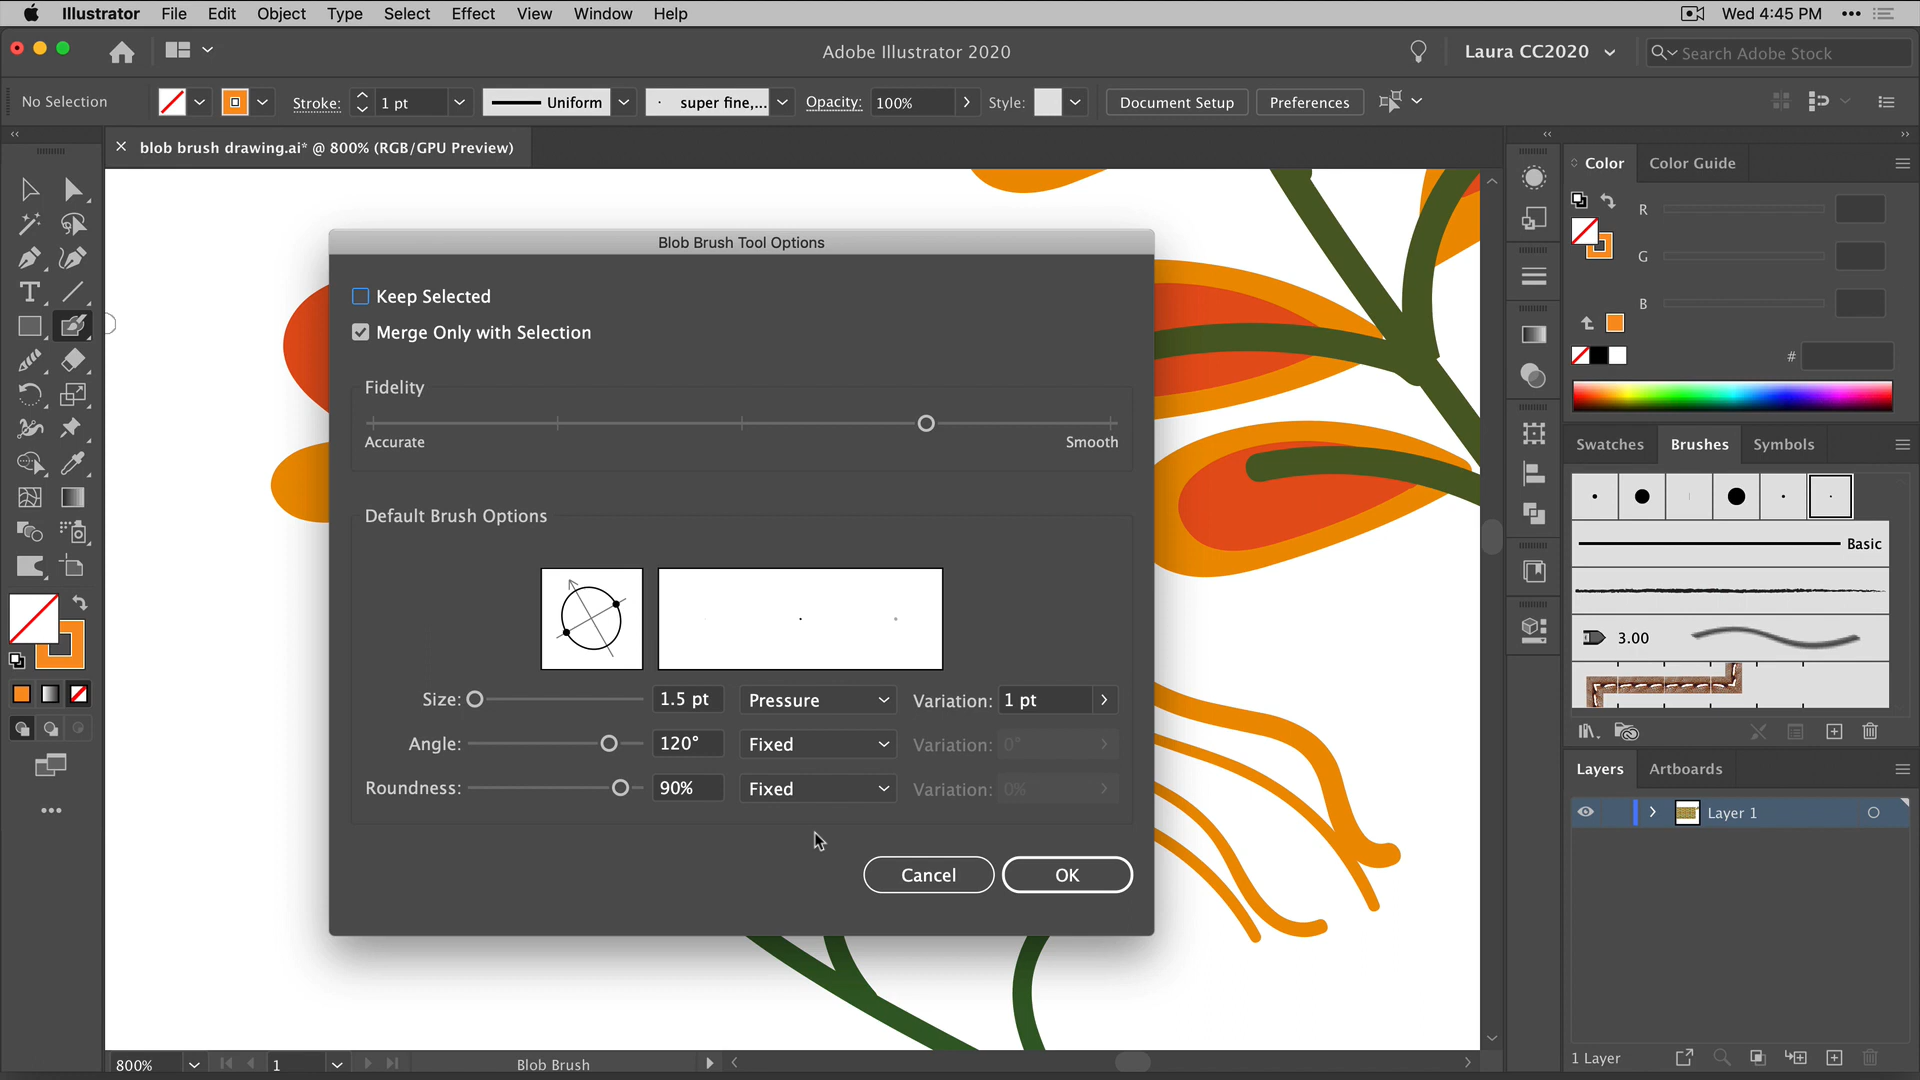 Illustrator File Edit Object Type Select Effect View Window Help Wed 4:45 PM
Adobe Illustrator 2020 Laura CC2020 Search Adobe Stock
No Selection Stroke: 1 pt Uniform super fine,... Opacity: 100% Style: Document Setup Preferences
blob brush drawing.ai* @ 800% (RGB/GPU Preview)
Color Color Guide
R
G
B
#
Blob Brush Tool Options
Keep Selected
Merge Only with Selection
Fidelity
Accurate Smooth
Default Brush Options
Size: 1.5 pt Pressure Variation: 1 pt
Angle: 120° Fixed Variation: 0°
Roundness: 90% Fixed Variation: 0%
Cancel OK
Swatches Brushes Symbols
Basic
3.00
Layers Artboards
Layer 1
1 Layer
800% 1 Blob Brush